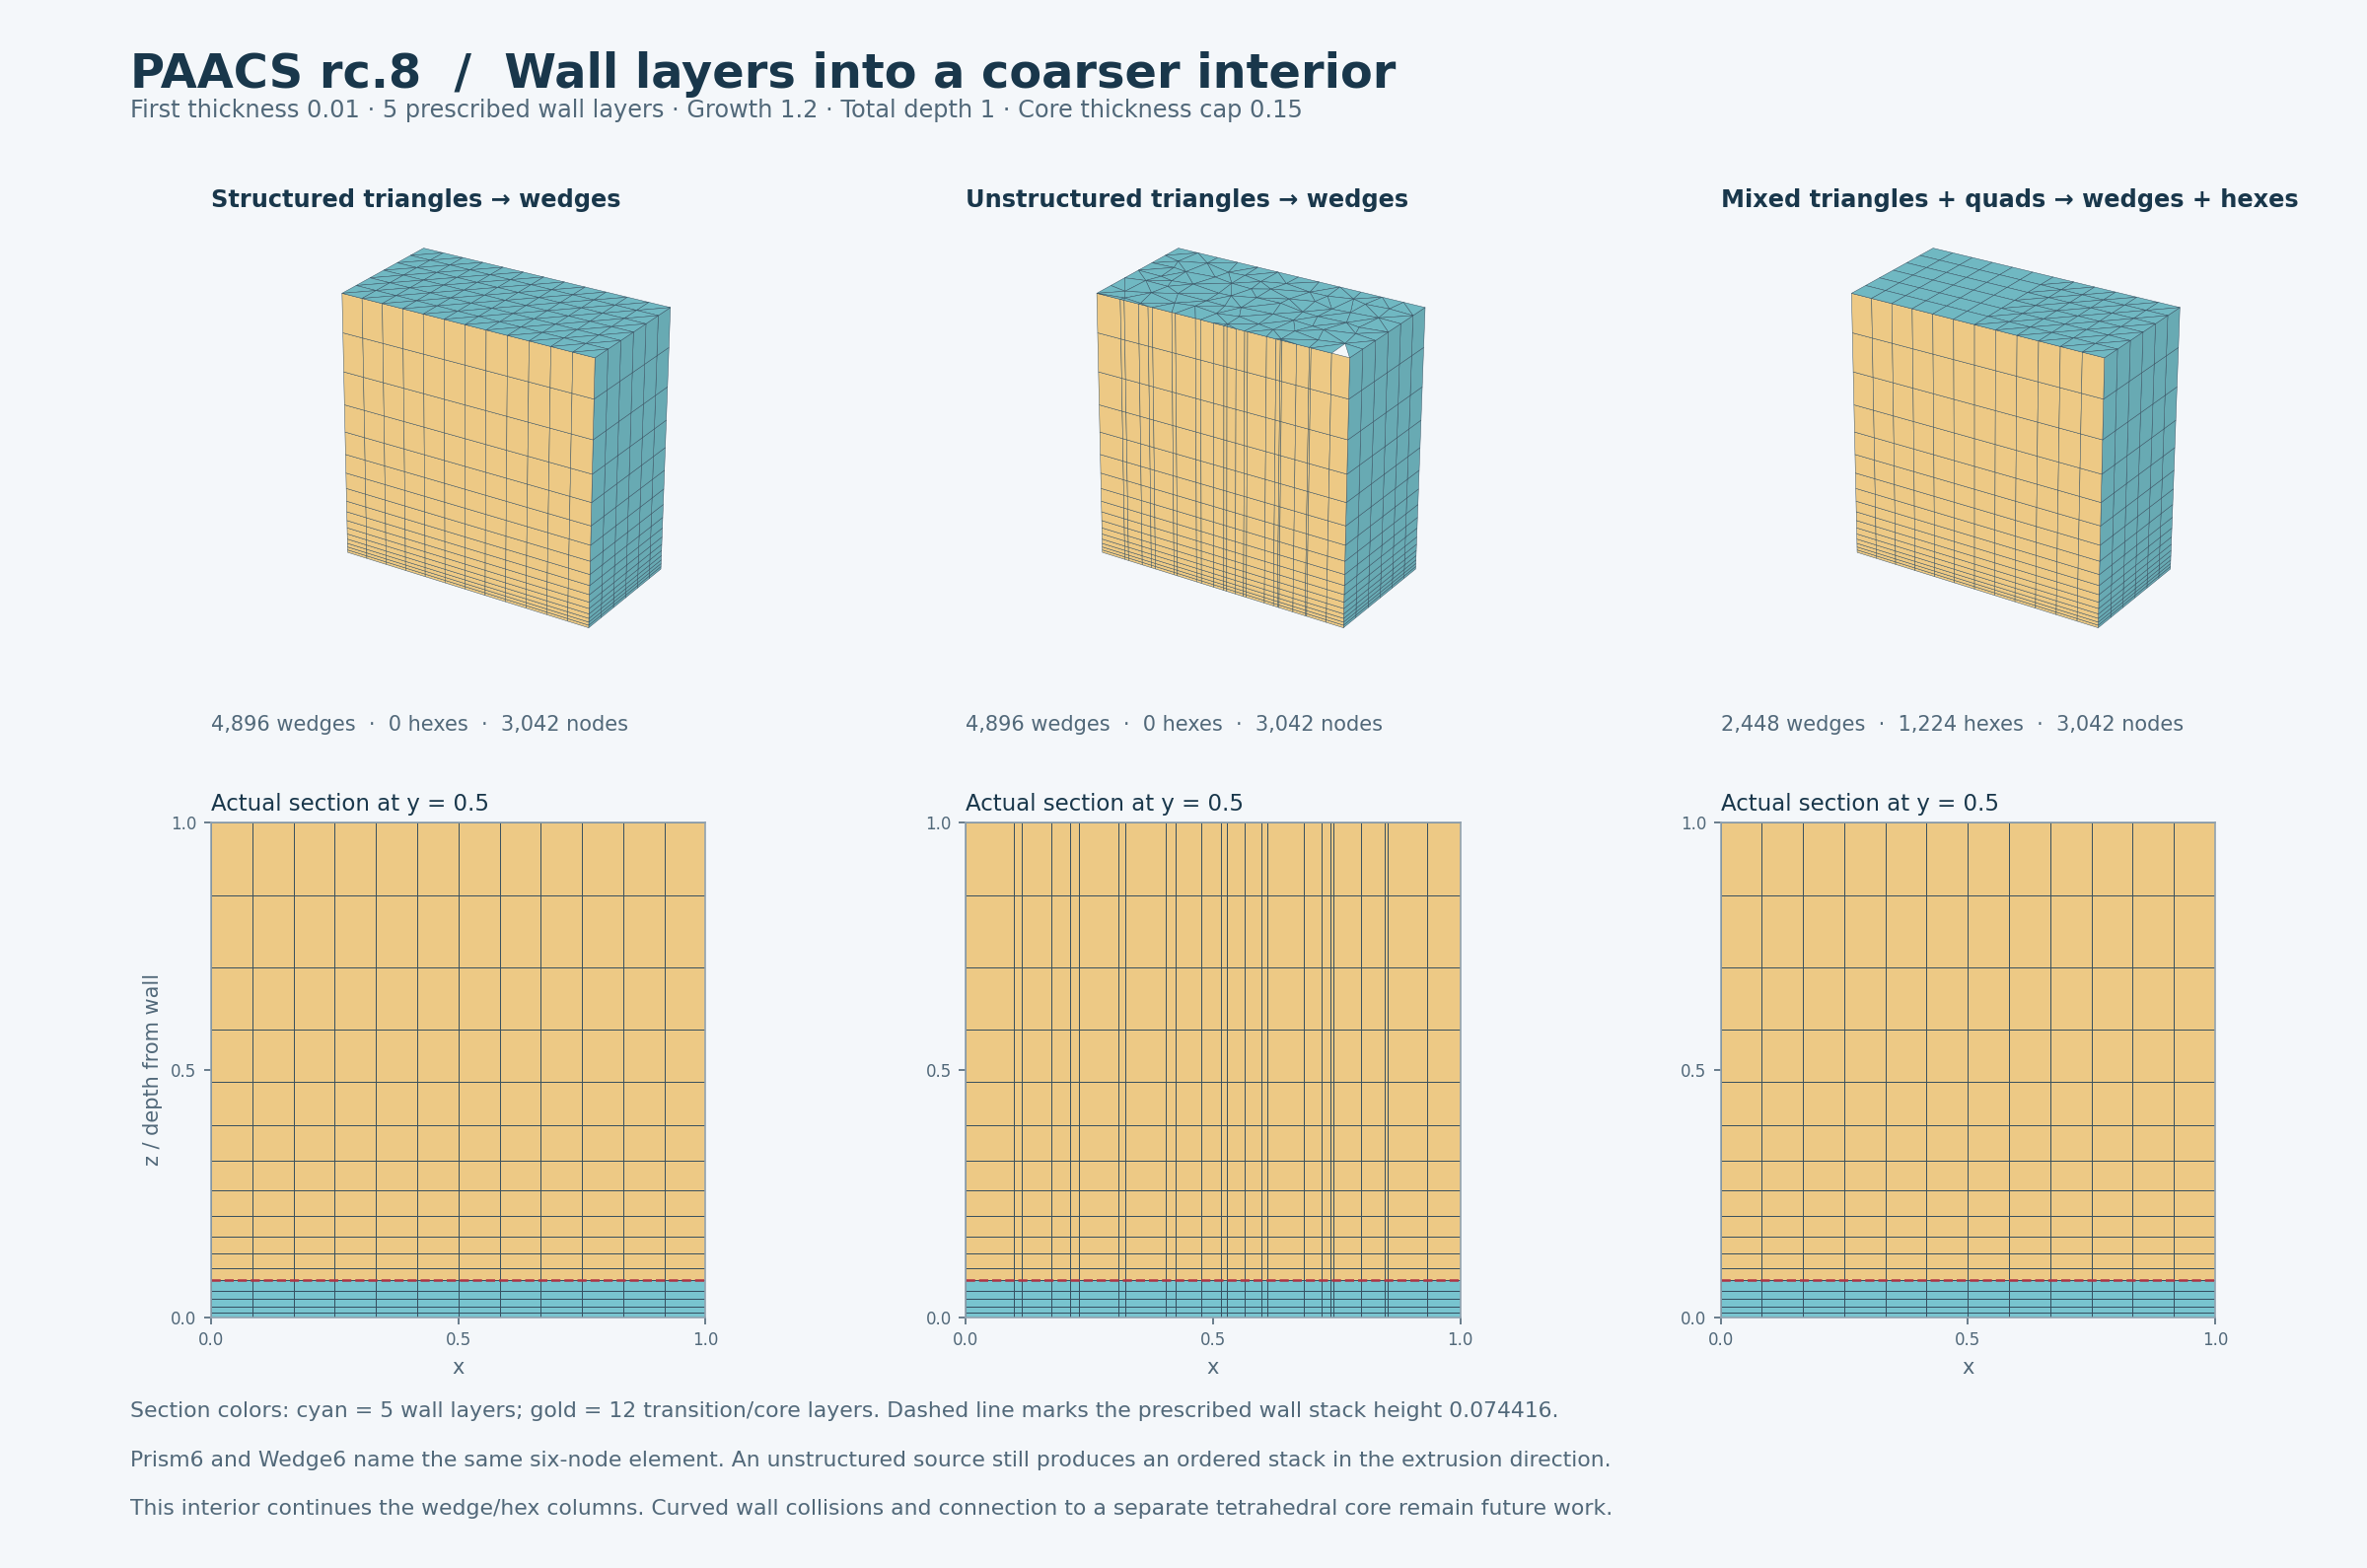 PAACS rc.8 / Wall layers into a coarser interior
First thickness 0.01 · 5 prescribed wall layers · Growth 1.2 · Total depth 1 · Core thickness cap 0.15
Structured triangles → wedges
Unstructured triangles → wedges
Mixed triangles + quads → wedges + hexes
4,896 wedges · 0 hexes · 3,042 nodes
4,896 wedges · 0 hexes · 3,042 nodes
2,448 wedges · 1,224 hexes · 3,042 nodes
Actual section at y = 0.5
Actual section at y = 0.5
Actual section at y = 0.5
z / depth from wall
1.0
0.5
0.0
0.0 0.5 1.0
x
1.0
0.5
0.0
0.0 0.5 1.0
x
1.0
0.5
0.0
0.0 0.5 1.0
x
Section colors: cyan = 5 wall layers; gold = 12 transition/core layers. Dashed line marks the prescribed wall stack height 0.074416.
Prism6 and Wedge6 name the same six-node element. An unstructured source still produces an ordered stack in the extrusion direction.
This interior continues the wedge/hex columns. Curved wall collisions and connection to a separate tetrahedral core remain future work.